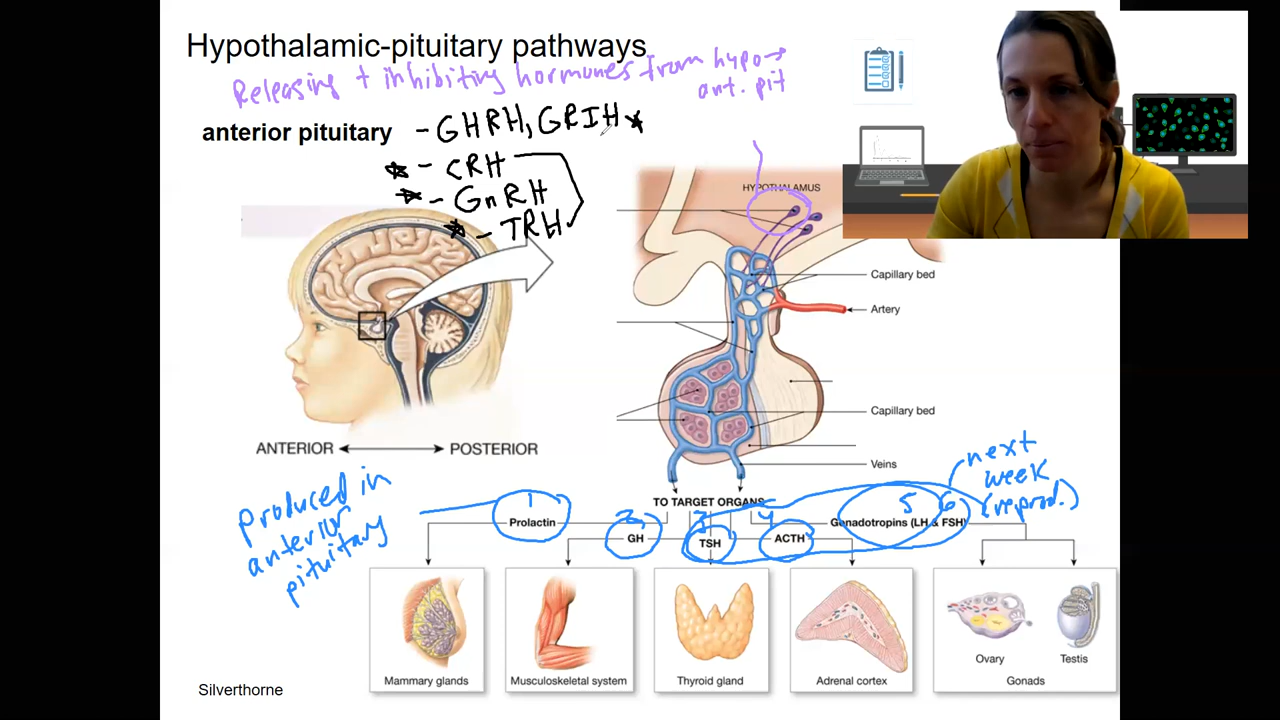 Hypothalamic-pituitary pathways
Releasing + inhibiting hormones from hypo→
ant. pit
anterior pituitary - GHRH, GRIH *
* - CRH
* - GnRH
* - TRH
HYPOTHALAMUS
Capillary bed
Artery
Capillary bed
ANTERIOR POSTERIOR
Veins
next
week
(reprod.)
produced in
anterior
pituitary
TO TARGET ORGANS
1 2 3 4 5 6
Prolactin
Gonadotropins (LH & FSH)
GH
TSH
ACTH
Ovary
Testis
Mammary glands
Musculoskeletal system
Thyroid gland
Adrenal cortex
Gonads
Silverthorne